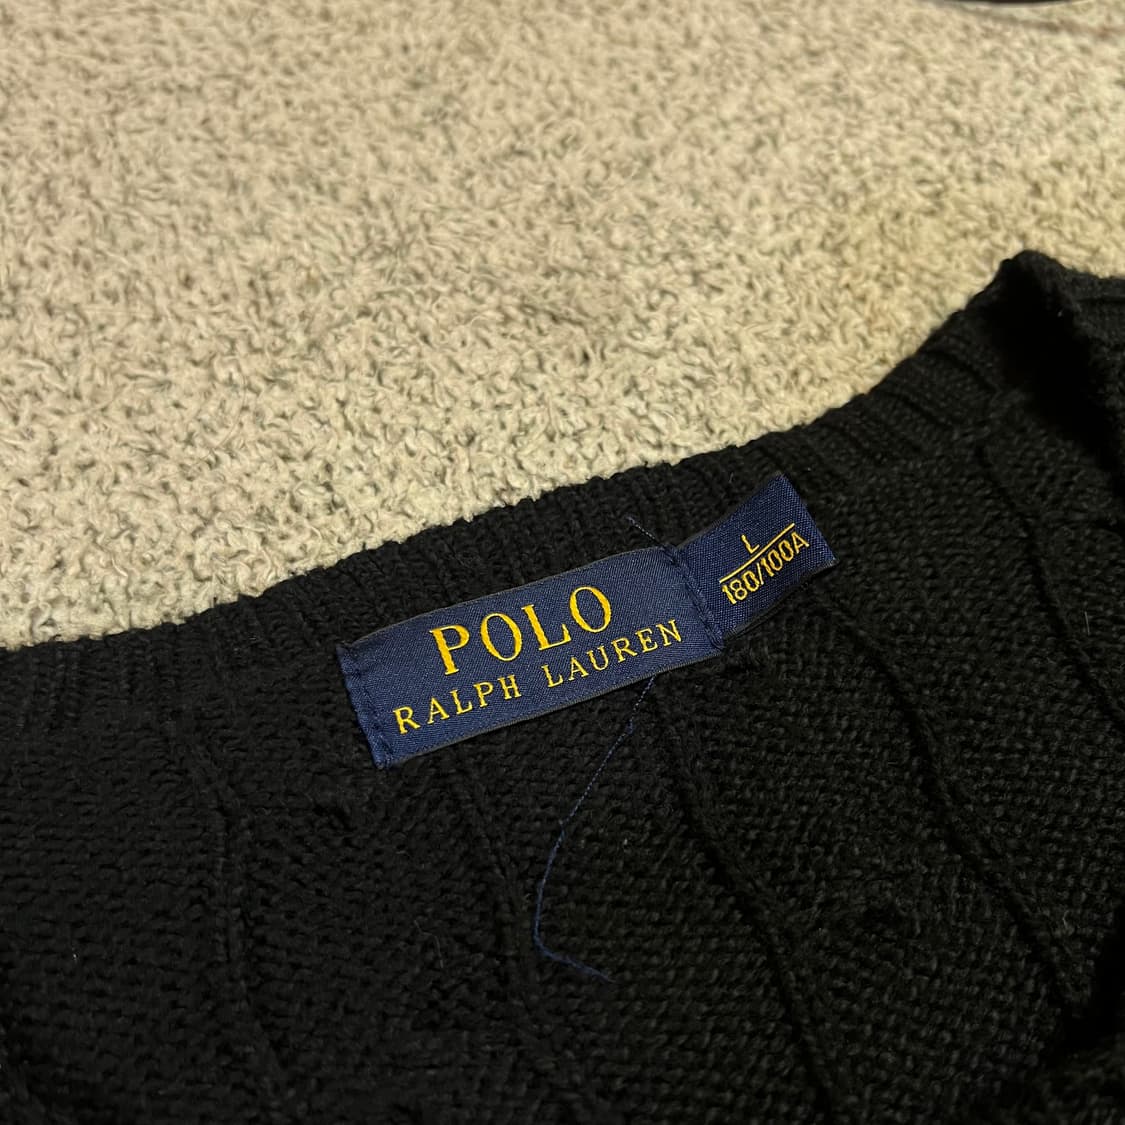 POLO
RALPH LAUREN
L
180/100A